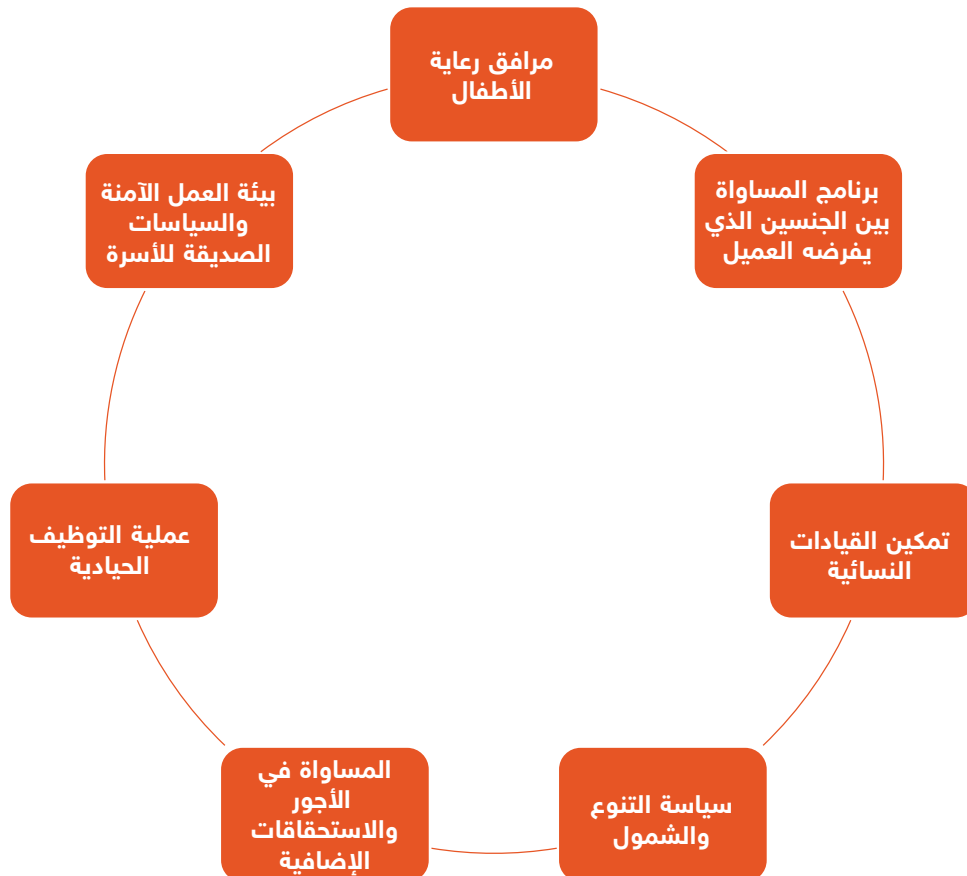 مرافق رعاية
الأطفال
برنامج المساواة
بين الجنسين الذي
يفرضه العميل
تمكين القيادات
النسائية
سياسة التنوع
والشمول
المساواة في
الأجور
والاستحقاقات
الإضافية
عملية التوظيف
الحيادية
بيئة العمل الآمنة
والسياسات
الصديقة للأسرة